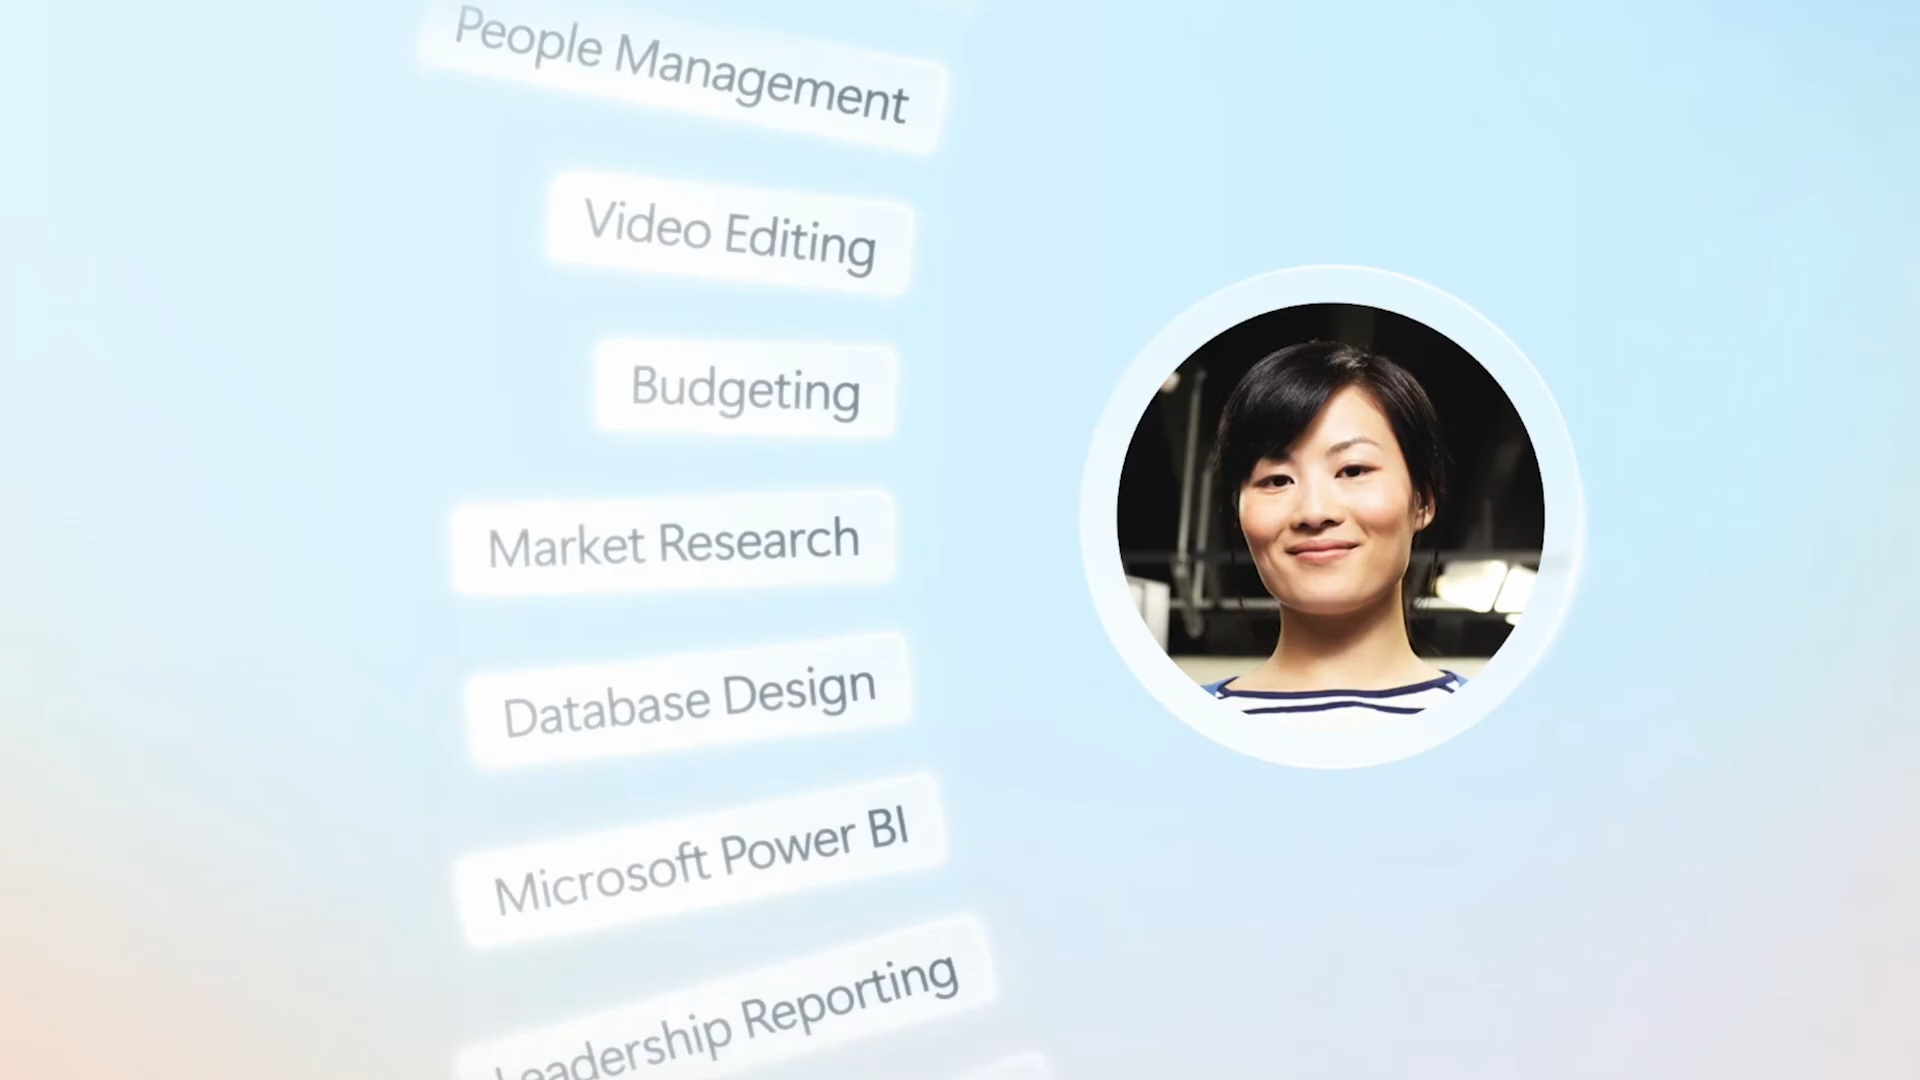 People Management
Video Editing
Budgeting
Market Research
Database Design
Microsoft Power BI
Leadership Reporting